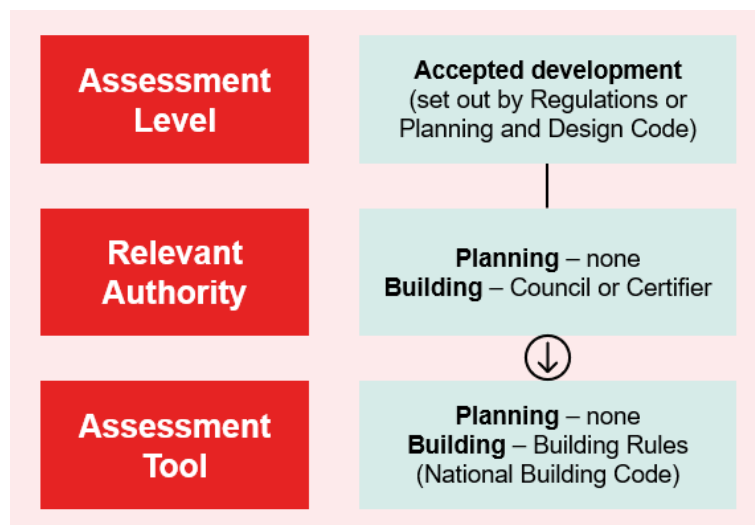 Assessment
Level
Accepted development
(set out by Regulations or
Planning and Design Code)
Relevant
Authority
Planning – none
Building – Council or Certifier
Assessment
Tool
Planning – none
Building – Building Rules
(National Building Code)